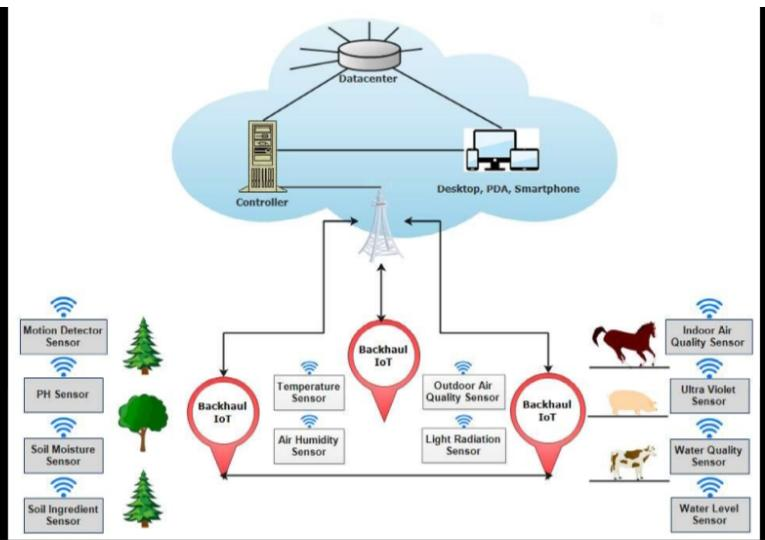 Datacenter
Controller
Desktop, PDA, Smartphone
Motion Detector
Sensor
PH Sensor
Soil Moisture
Sensor
Soil Ingredient
Sensor
Backhaul
IoT
Temperature
Sensor
Air Humidity
Sensor
Backhaul
IoT
Outdoor Air
Quality Sensor
Light Radiation
Sensor
Backhaul
IoT
Indoor Air
Quality Sensor
Ultra Violet
Sensor
Water Quality
Sensor
Water Level
Sensor